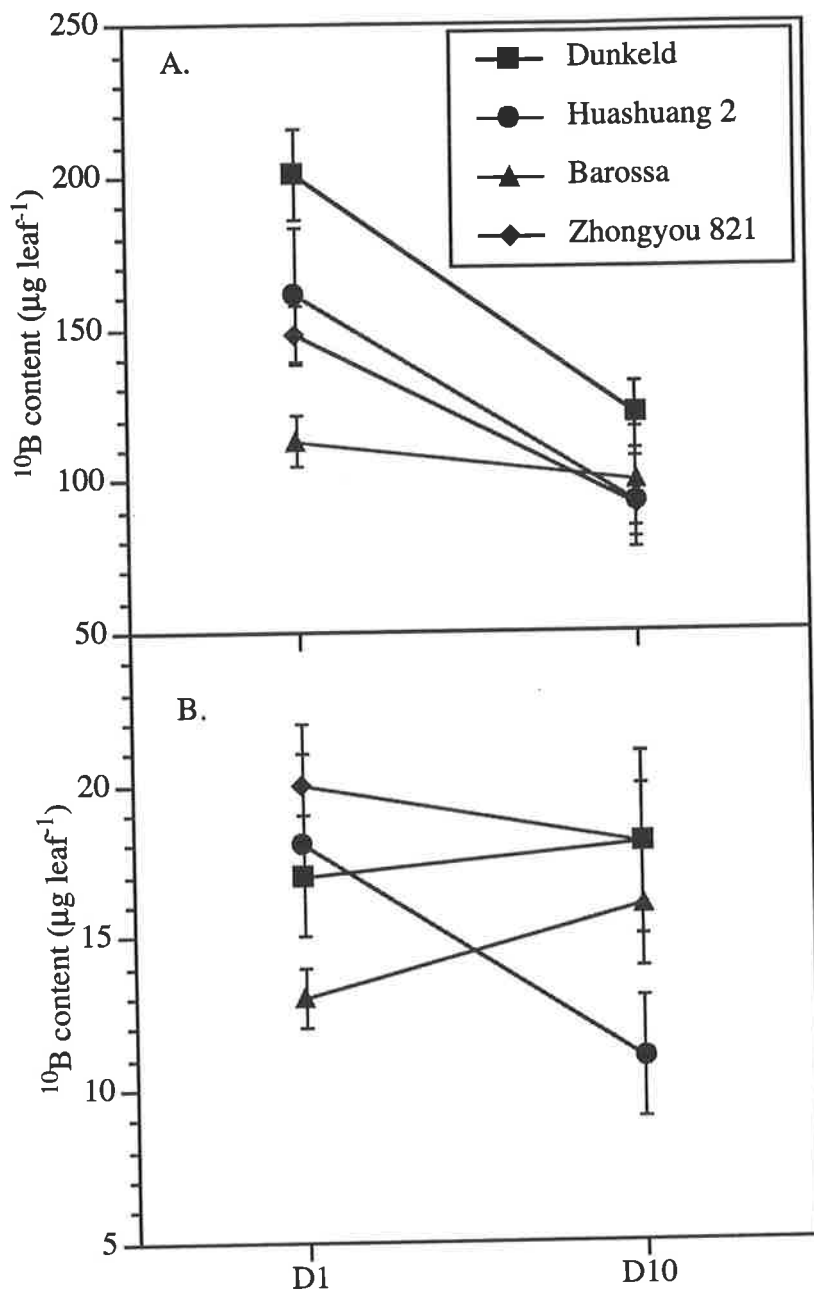 250
A.
Dunkeld
Huashuang 2
200
Barossa
Zhongyou 821
¹⁰B content (µg leaf⁻¹)
150
100
50
B.
20
¹⁰B content (µg leaf⁻¹)
15
10
5
D1
D10